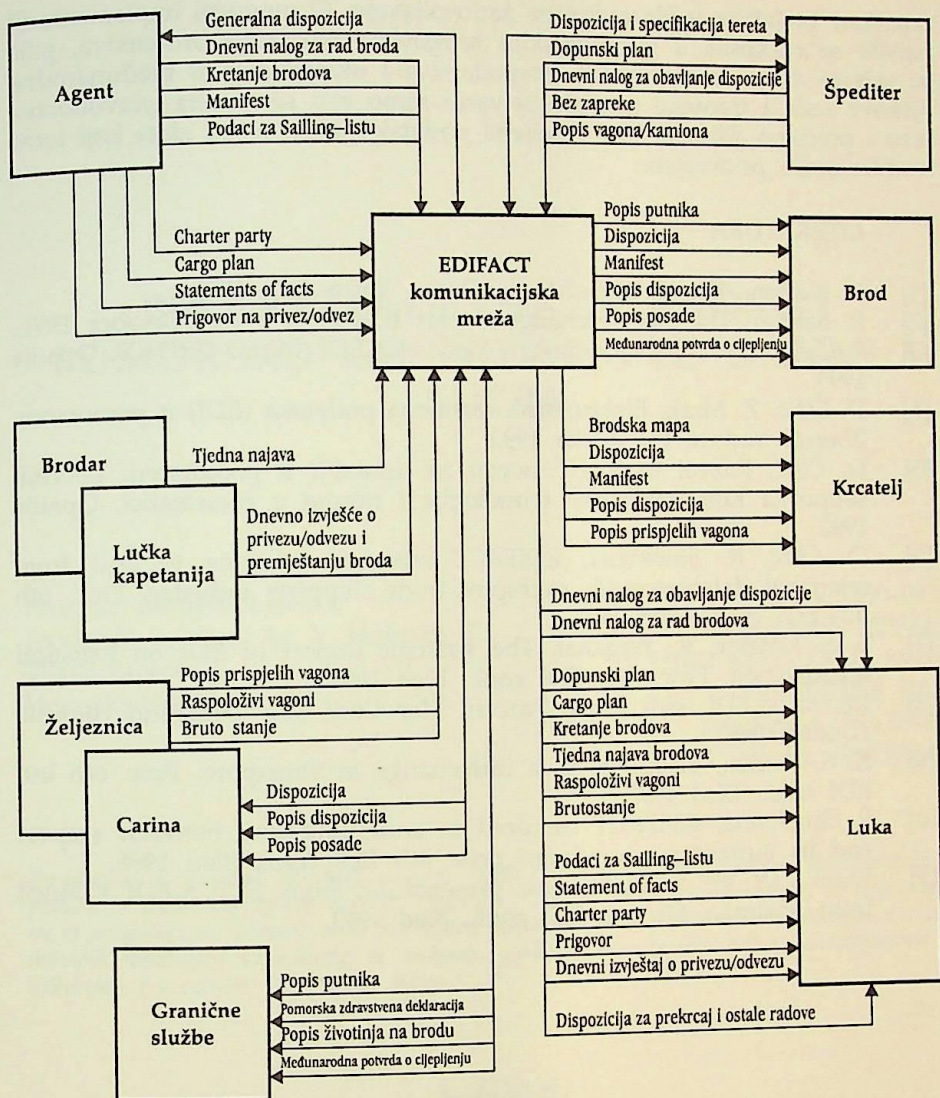 Agent
Generalna dispozicija
Dnevni nalog za rad broda
Kretanje brodova
Manifest
Podaci za Sailling–listu
Dispozicija i specifikacija tereta
Dopunski plan
Dnevni nalog za obavljanje dispozicije
Bez zapreke
Popis vagona/kamiona
Špediter
Charter party
Cargo plan
Statements of facts
Prigovor na privez/odvez
EDIFACT
komunikacijska
mreža
Popis putnika
Dispozicija
Manifest
Popis dispozicija
Popis posade
Međunarodna potvrda o cijepljenju
Brod
Brodar
Tjedna najava
Lučka
kapetanija
Dnevno izvješće o
privezu/odvezu i
premještanju broda
Brodska mapa
Dispozicija
Manifest
Popis dispozicija
Popis prispjelih vagona
Krcatelj
Željeznica
Popis prispjelih vagona
Raspoloživi vagoni
Bruto stanje
Carina
Dispozicija
Popis dispozicija
Popis posade
Dnevni nalog za obavljanje dispozicije
Dnevni nalog za rad brodova
Dopunski plan
Cargo plan
Kretanje brodova
Tjedna najava brodova
Raspoloživi vagoni
Brutostanje
Podaci za Sailling–listu
Statement of facts
Charter party
Prigovor
Dnevni izvještaj o privezu/odvezu
Dispozicija za prekrcaj i ostale radove
Luka
Granične
službe
Popis putnika
Pomorska zdravstvena deklaracija
Popis životinja na brodu
Međunarodna potvrda o cijepljenju